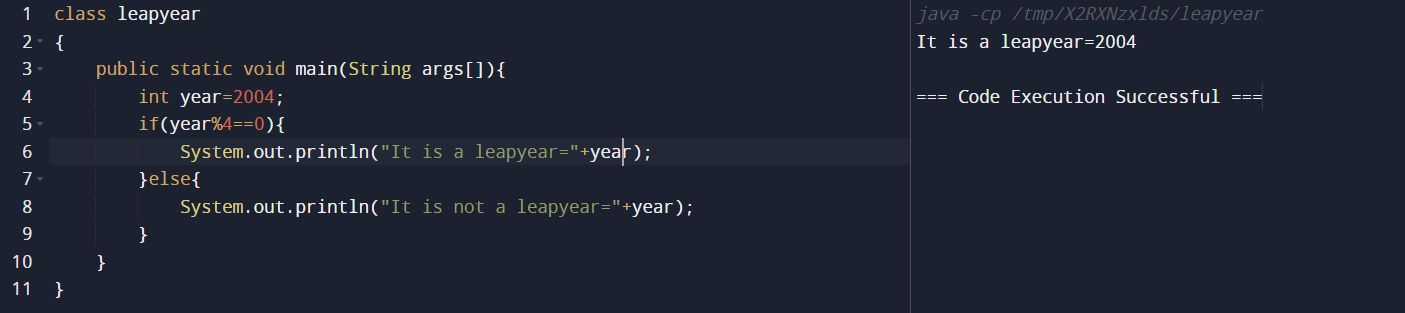 1 class leapyear
2 {
3     public static void main(String args[]){
4         int year=2004;
5         if(year%4==0){
6             System.out.println("It is a leapyear="+year);
7         }else{
8             System.out.println("It is not a leapyear="+year);
9         }
10     }
11 }
java -cp /tmp/X2RXNzxlds/leapyear
It is a leapyear=2004
=== Code Execution Successful ===